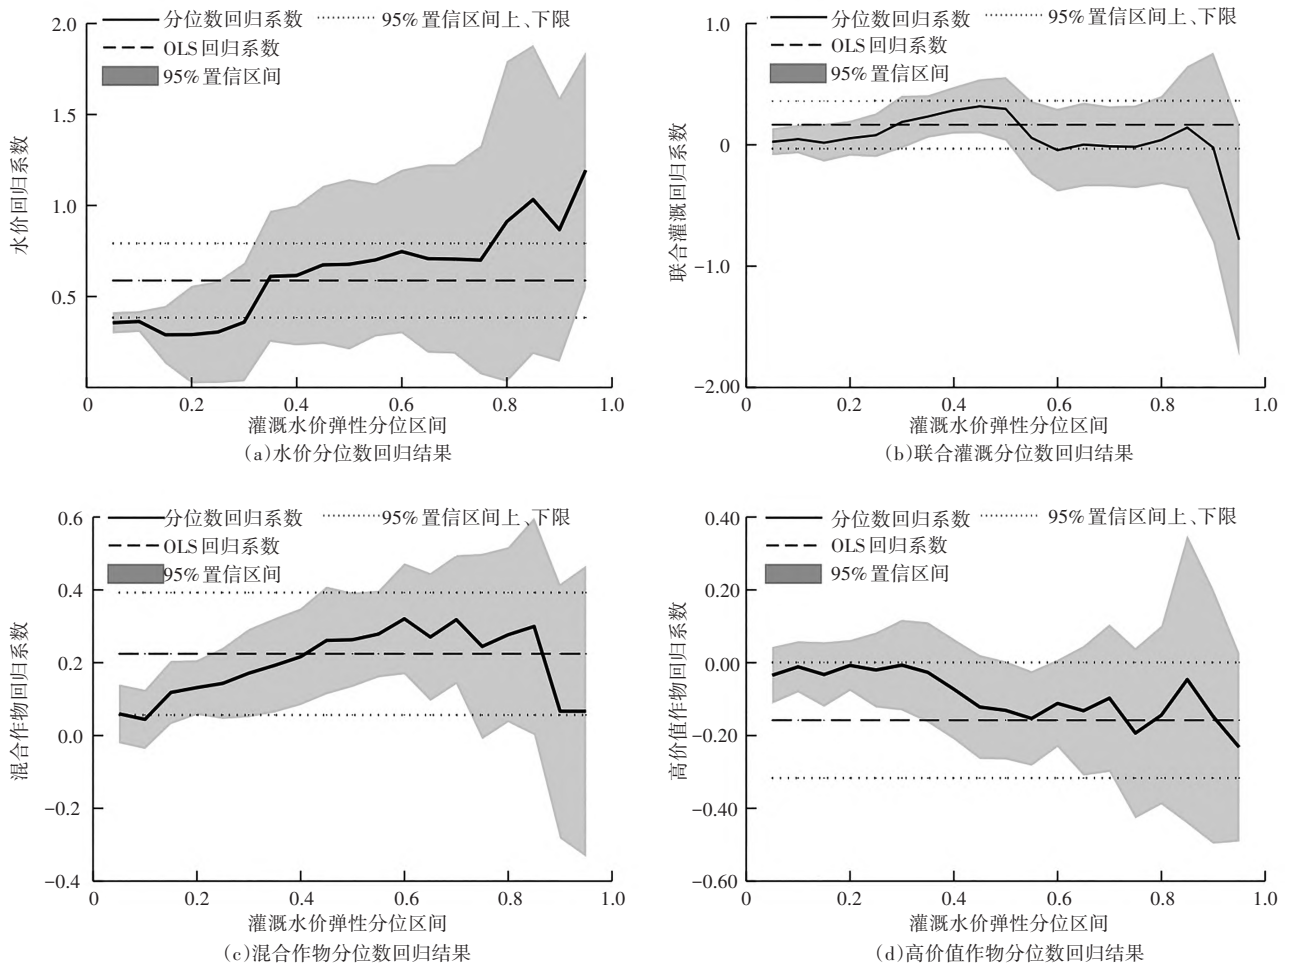 分位数回归系数 95%置信区间上、下限
OLS回归系数
95%置信区间
水价回归系数
2.0
1.5
1.0
0.5
0 0.2 0.4 0.6 0.8 1.0
灌溉水价弹性分位区间
(a)水价分位数回归结果
分位数回归系数 95%置信区间上、下限
OLS回归系数
95%置信区间
联合灌溉回归系数
1.0
0
-1.0
-2.00
0 0.2 0.4 0.6 0.8 1.0
灌溉水价弹性分位区间
(b)联合灌溉分位数回归结果
分位数回归系数 95%置信区间上、下限
OLS回归系数
95%置信区间
混合作物回归系数
0.6
0.4
0.2
0.0
-0.2
-0.4
0 0.2 0.4 0.6 0.8 1.0
灌溉水价弹性分位区间
(c)混合作物分位数回归结果
分位数回归系数 95%置信区间上、下限
OLS回归系数
95%置信区间
高价值作物回归系数
0.40
0.20
0.00
-0.20
-0.40
-0.60
0 0.2 0.4 0.6 0.8 1.0
灌溉水价弹性分位区间
(d)高价值作物分位数回归结果